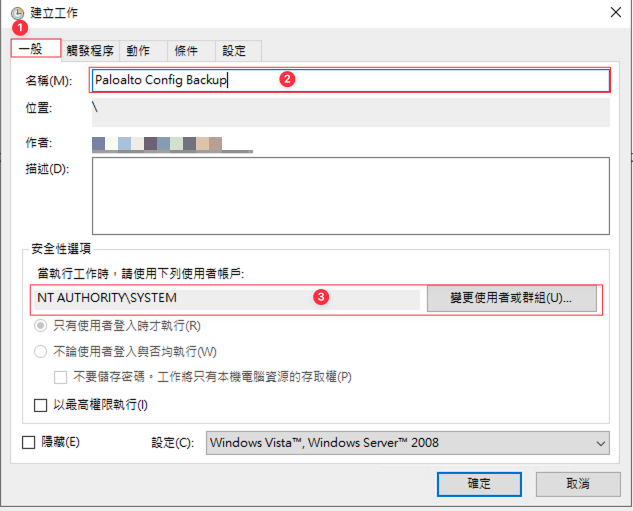 建立工作
1
一般 觸發程序 動作 條件 設定
名稱(M): Paloalto Config Backup 2
位置: \
作者:
描述(D):
安全性選項
當執行工作時，請使用下列使用者帳戶:
NT AUTHORITY\SYSTEM 3 變更使用者或群組(U)...
只有使用者登入時才執行(R)
不論使用者登入與否均執行(W)
不要儲存密碼。工作將只有本機電腦資源的存取權(P)
以最高權限執行(I)
隱藏(E) 設定(C): Windows Vista™, Windows Server™ 2008
確定 取消